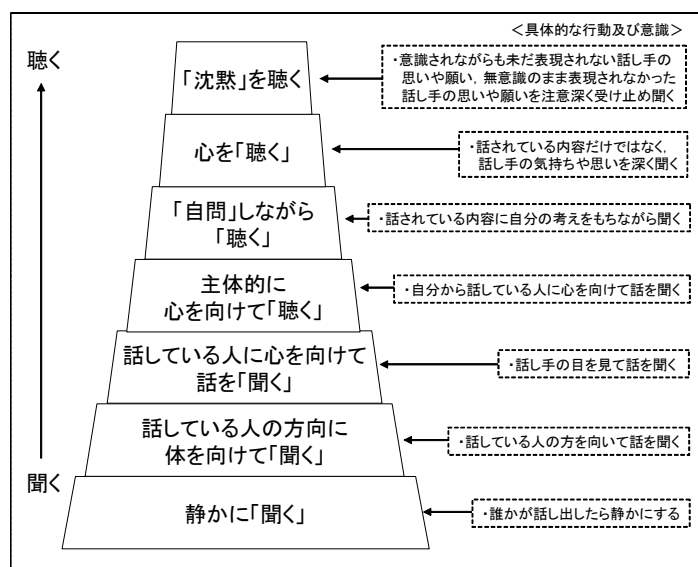 <具体的な行動及び意識>
聴く
「沈黙」を聴く
・意識されながらも未だ表現されない話し手の
思いや願い，無意識のまま表現されなかった
話し手の思いや願いを注意深く受け止め聞く
心を「聴く」
・話されている内容だけではなく，
話し手の気持ちや思いを深く聞く
「自問」しながら
「聴く」
・話されている内容に自分の考えをもちながら聞く
主体的に
心を向けて「聴く」
・自分から話している人に心を向けて話を聞く
話している人に心を向けて
話を「聞く」
・話し手の目を見て話を聞く
話している人の方向に
体を向けて「聞く」
・話している人の方を向いて話を聞く
聞く
静かに「聞く」
・誰かが話し出したら静かにする